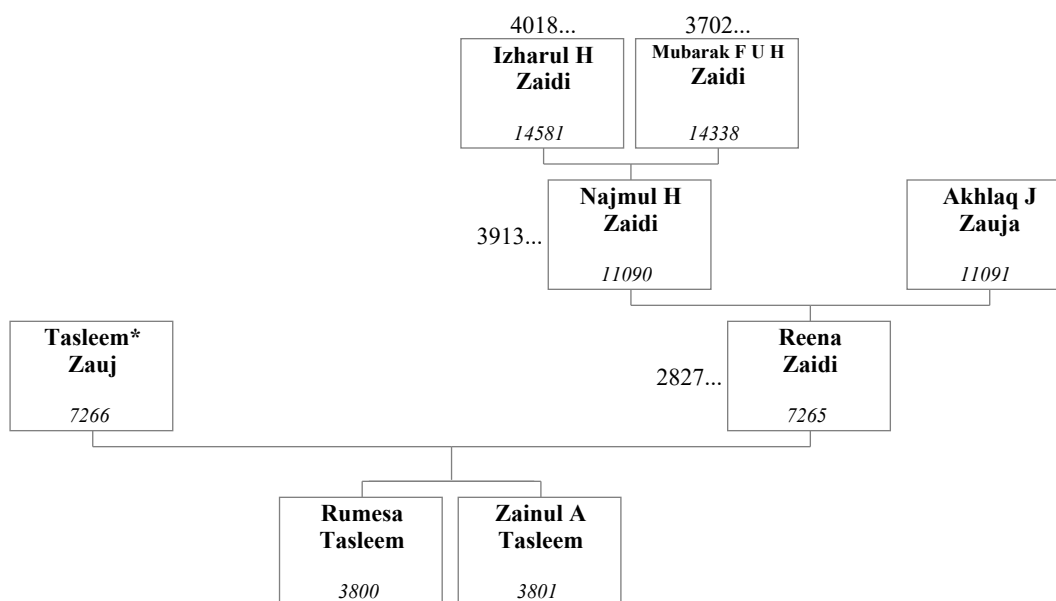 4018...
3702...
Izharul H
Zaidi
14581
Mubarak F U H
Zaidi
14338
Najmul H
Zaidi
11090
3913...
Akhlaq J
Zauja
11091
Tasleem*
Zauj
7266
Reena
Zaidi
7265
2827...
Rumesa
Tasleem
3800
Zainul A
Tasleem
3801